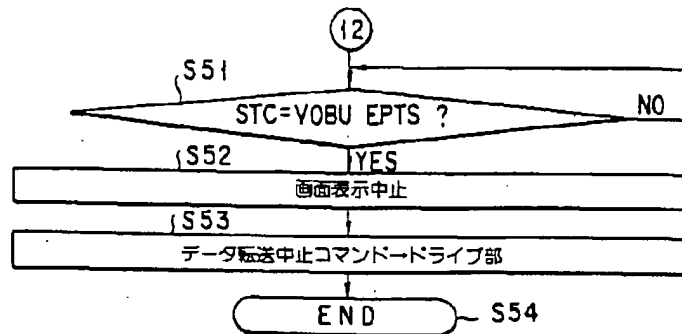 12
S51
STC=VOBU EPTS ?
NO
YES
S52
画面表示中止
S53
データ転送中止コマンド→ドライブ部
END
S54